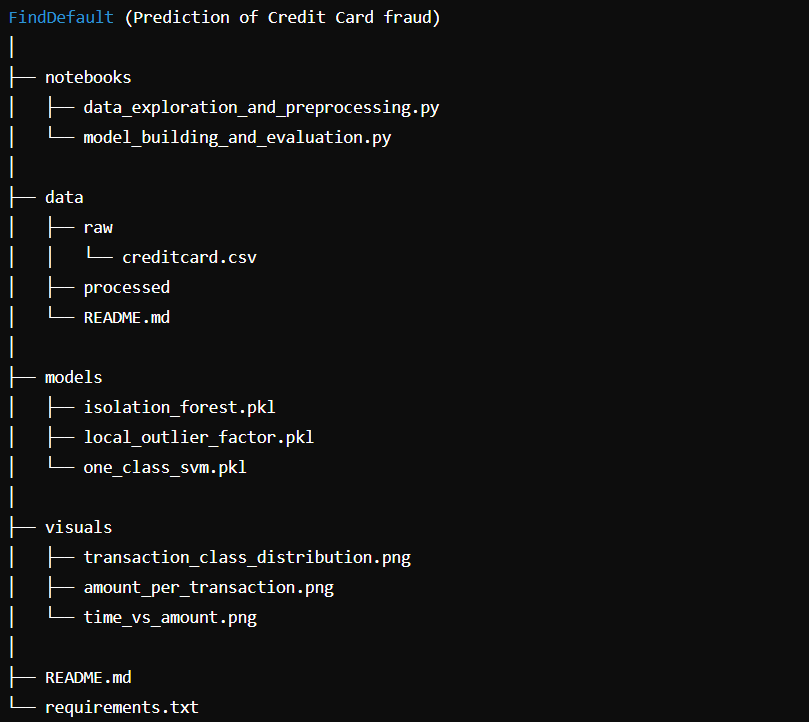 FindDefault (Prediction of Credit Card fraud)
│
├── notebooks
│   ├── data_exploration_and_preprocessing.py
│   └── model_building_and_evaluation.py
│
├── data
│   ├── raw
│   │   └── creditcard.csv
│   ├── processed
│   └── README.md
│
├── models
│   ├── isolation_forest.pkl
│   ├── local_outlier_factor.pkl
│   └── one_class_svm.pkl
│
├── visuals
│   ├── transaction_class_distribution.png
│   ├── amount_per_transaction.png
│   └── time_vs_amount.png
│
├── README.md
└── requirements.txt